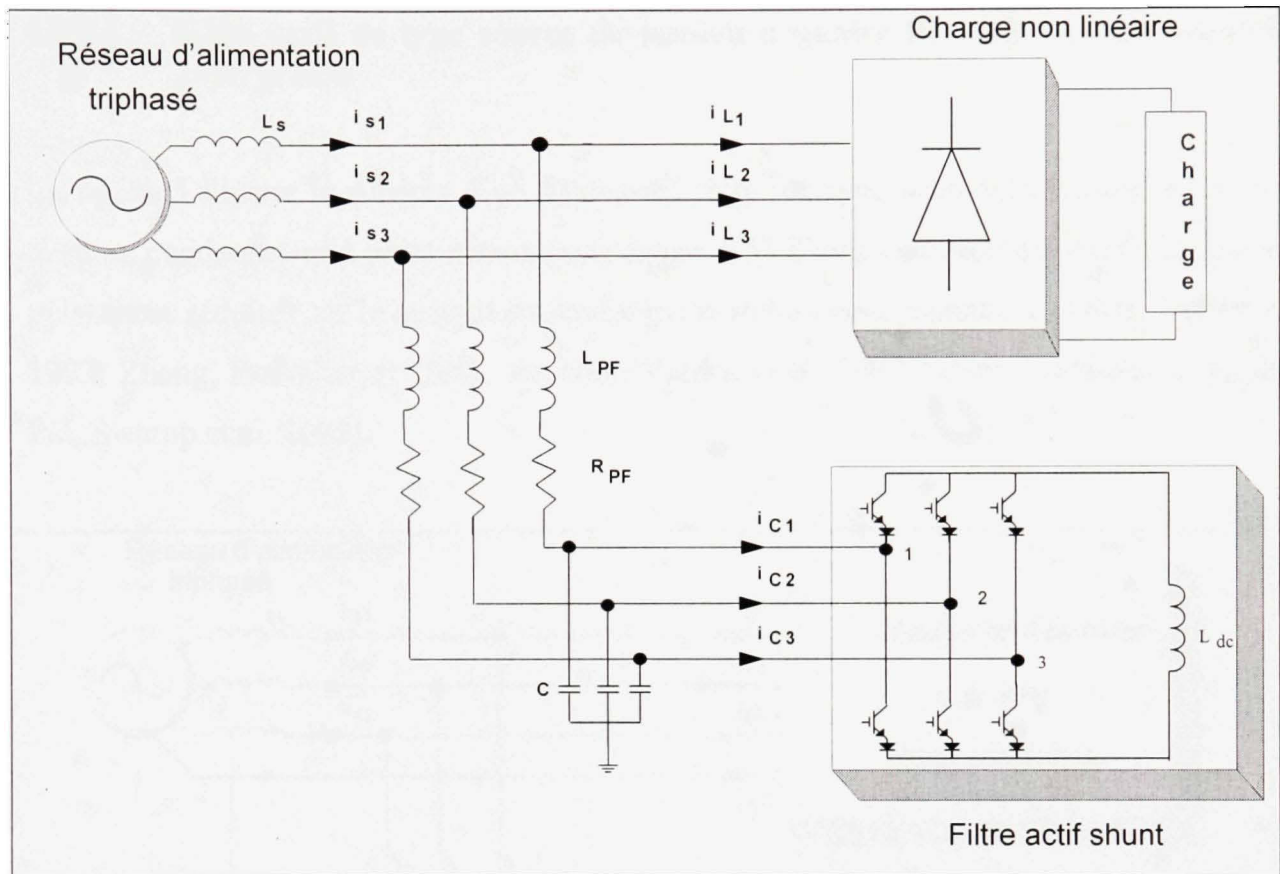 Charge non linéaire
Réseau d'alimentation
triphasé
L s
i s1
i L1
i s2
i L2
i s3
i L3
Charge
L PF
R PF
i C1
1
i C2
2
i C3
3
L dc
C
Filtre actif shunt